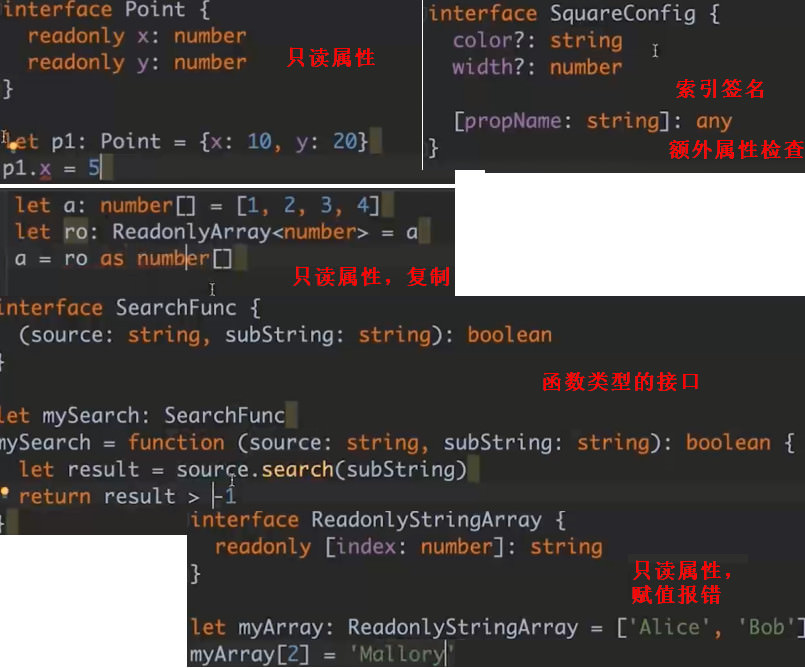 interface Point {
readonly x: number
readonly y: number
只读属性
}
let p1: Point = {x: 10, y: 20}
p1.x = 5
interface SquareConfig {
color?: string
width?: number
索引签名
[propName: string]: any
额外属性检查
}
let a: number[] = [1, 2, 3, 4]
let ro: ReadonlyArray<number> = a
a = ro as number[]
只读属性，复制
interface SearchFunc {
(source: string, subString: string): boolean
}
函数类型的接口
let mySearch: SearchFunc
mySearch = function (source: string, subString: string): boolean {
let result = source.search(subString)
return result > -1
}
interface ReadonlyStringArray {
readonly [index: number]: string
}
只读属性，
赋值报错
let myArray: ReadonlyStringArray = ['Alice', 'Bob']
myArray[2] = 'Mallory'